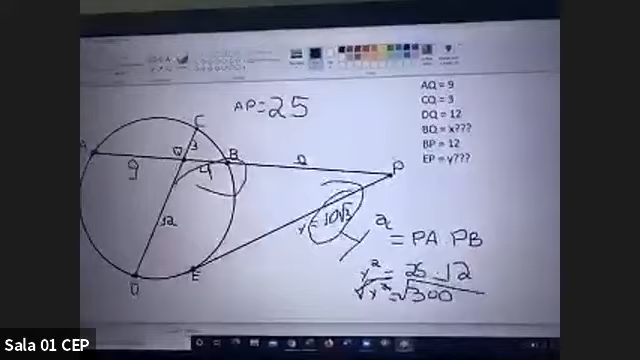 AP=25
AQ = 9
CQ = 3
DQ = 12
BQ = x???
BP = 12
EP = y???
C
3
A
Q
B
P
9
4
12
y = 10√3
E
D
= PA PB
y² = 25 . 12
√y² = √300
Sala 01 CEP